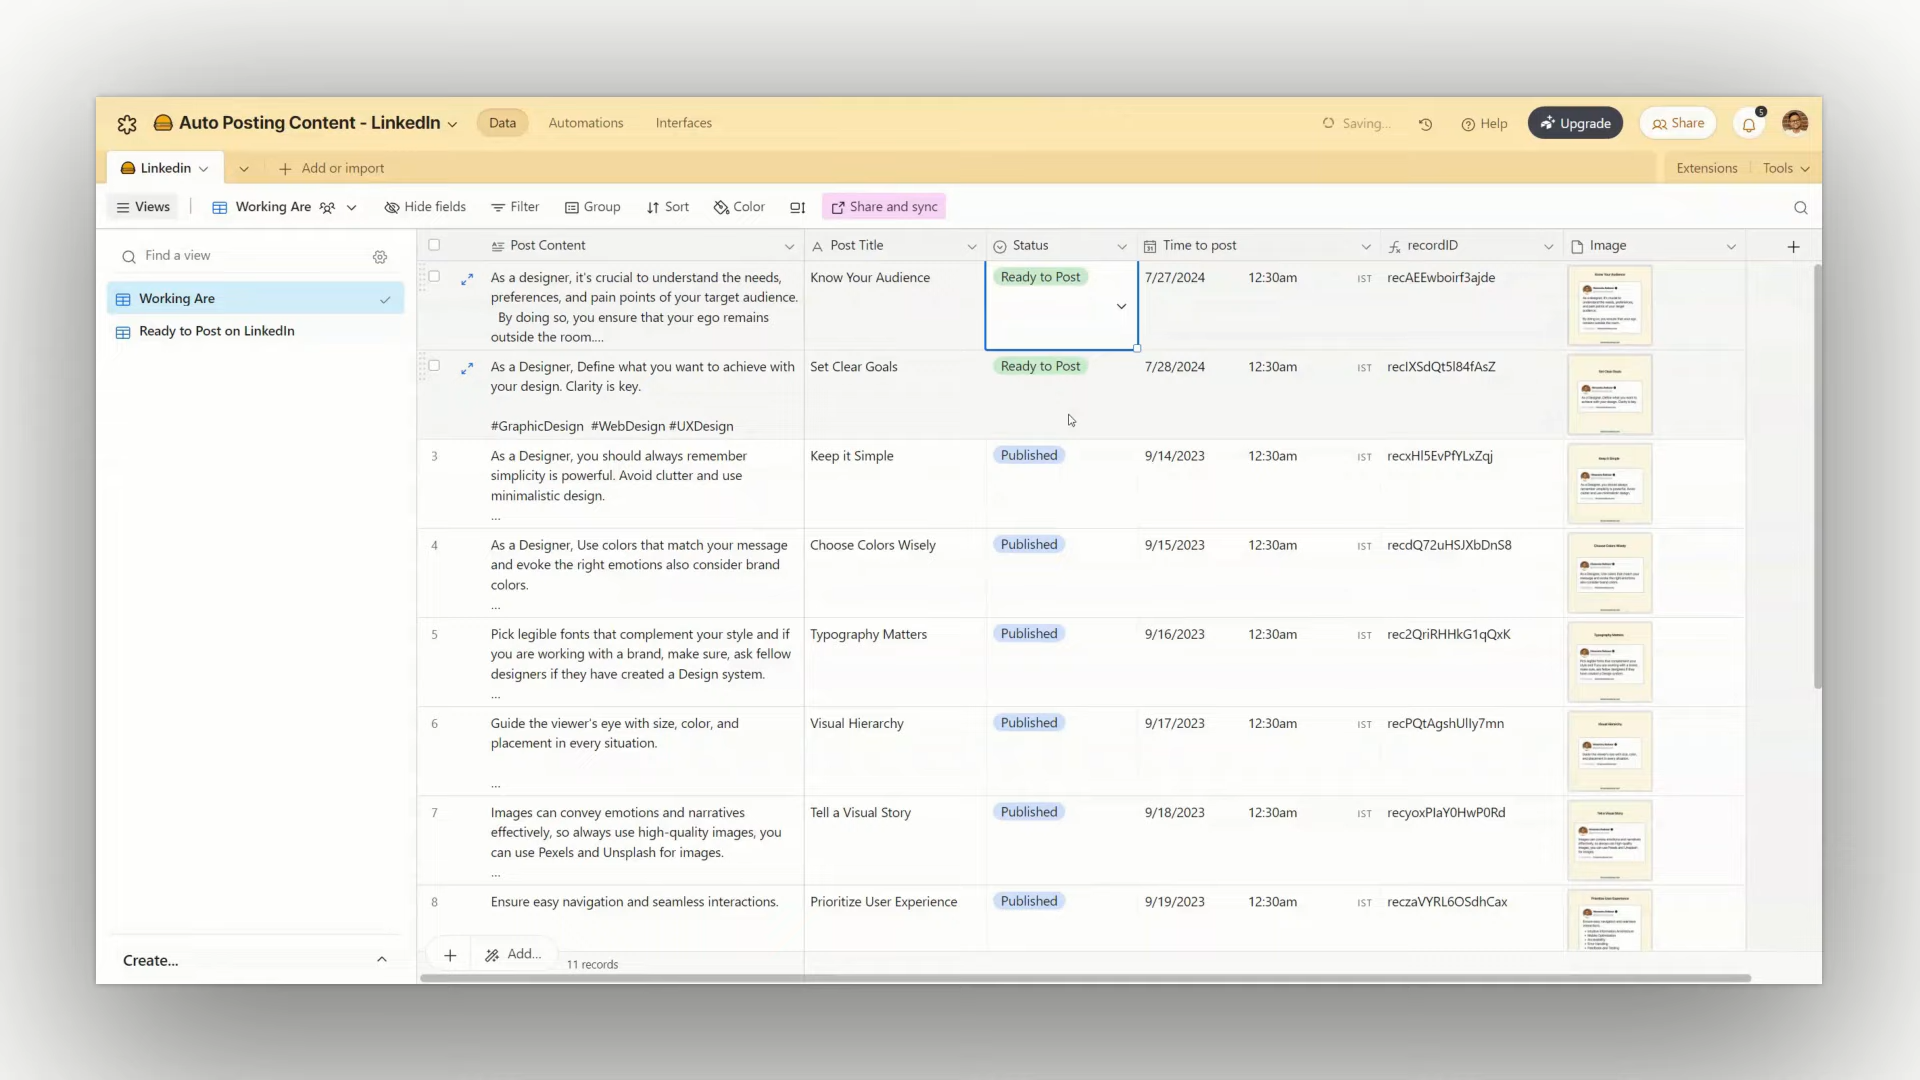 Auto Posting Content - LinkedIn
Data
Automations
Interfaces
Saving...
Help
Upgrade
Share
5
Linkedin
Add or import
Extensions
Tools
Views
Working Are
Hide fields
Filter
Group
Sort
Color
Share and sync
Find a view
Working Are
Ready to Post on LinkedIn
Create...
Post Content
Post Title
Status
Time to post
recordID
Image
As a designer, it's crucial to understand the needs,
preferences, and pain points of your target audience.
By doing so, you ensure that your ego remains
outside the room....
Know Your Audience
Ready to Post
7/27/2024 12:30am IST
recAEEwboirf3ajde
As a Designer, Define what you want to achieve with
your design. Clarity is key.
#GraphicDesign #WebDesign #UXDesign
Set Clear Goals
Ready to Post
7/28/2024 12:30am IST
recIXSdQt5l84fAsZ
3
As a Designer, you should always remember
simplicity is powerful. Avoid clutter and use
minimalistic design.
...
Keep it Simple
Published
9/14/2023 12:30am IST
recxHl5EvPfYLxZqj
4
As a Designer, Use colors that match your message
and evoke the right emotions also consider brand
colors.
...
Choose Colors Wisely
Published
9/15/2023 12:30am IST
recdQ72uHSJXbDnS8
5
Pick legible fonts that complement your style and if
you are working with a brand, make sure, ask fellow
designers if they have created a Design system.
...
Typography Matters
Published
9/16/2023 12:30am IST
rec2QriRHHkG1qQxK
6
Guide the viewer's eye with size, color, and
placement in every situation.
...
Visual Hierarchy
Published
9/17/2023 12:30am IST
recPQtAgshUlIy7mn
7
Images can convey emotions and narratives
effectively, so always use high-quality images, you
can use Pexels and Unsplash for images.
...
Tell a Visual Story
Published
9/18/2023 12:30am IST
recyoxPIaY0HwP0Rd
8
Ensure easy navigation and seamless interactions.
Prioritize User Experience
Published
9/19/2023 12:30am IST
reczaVYRL6OSdhCax
Add...
11 records